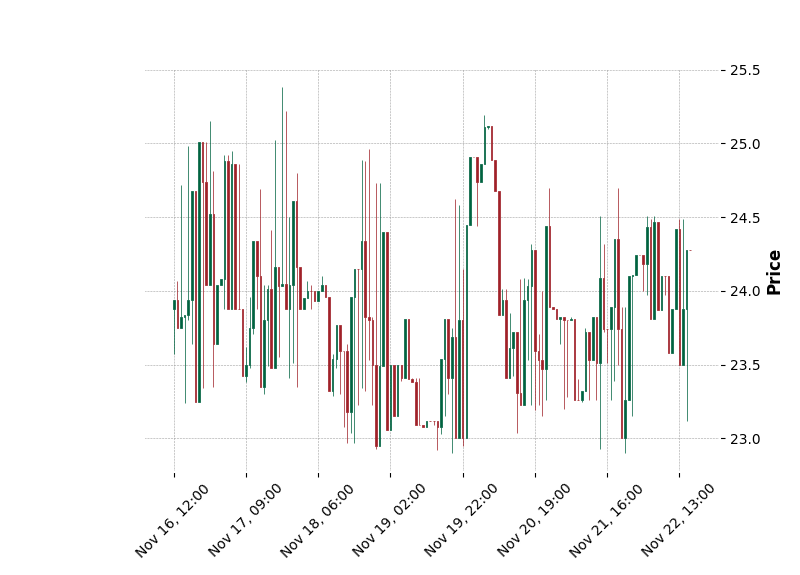 25.5
25.0
24.5
24.0
23.5
23.0
Price
Nov 16, 12:00
Nov 17, 09:00
Nov 18, 06:00
Nov 19, 02:00
Nov 19, 22:00
Nov 20, 19:00
Nov 21, 16:00
Nov 22, 13:00